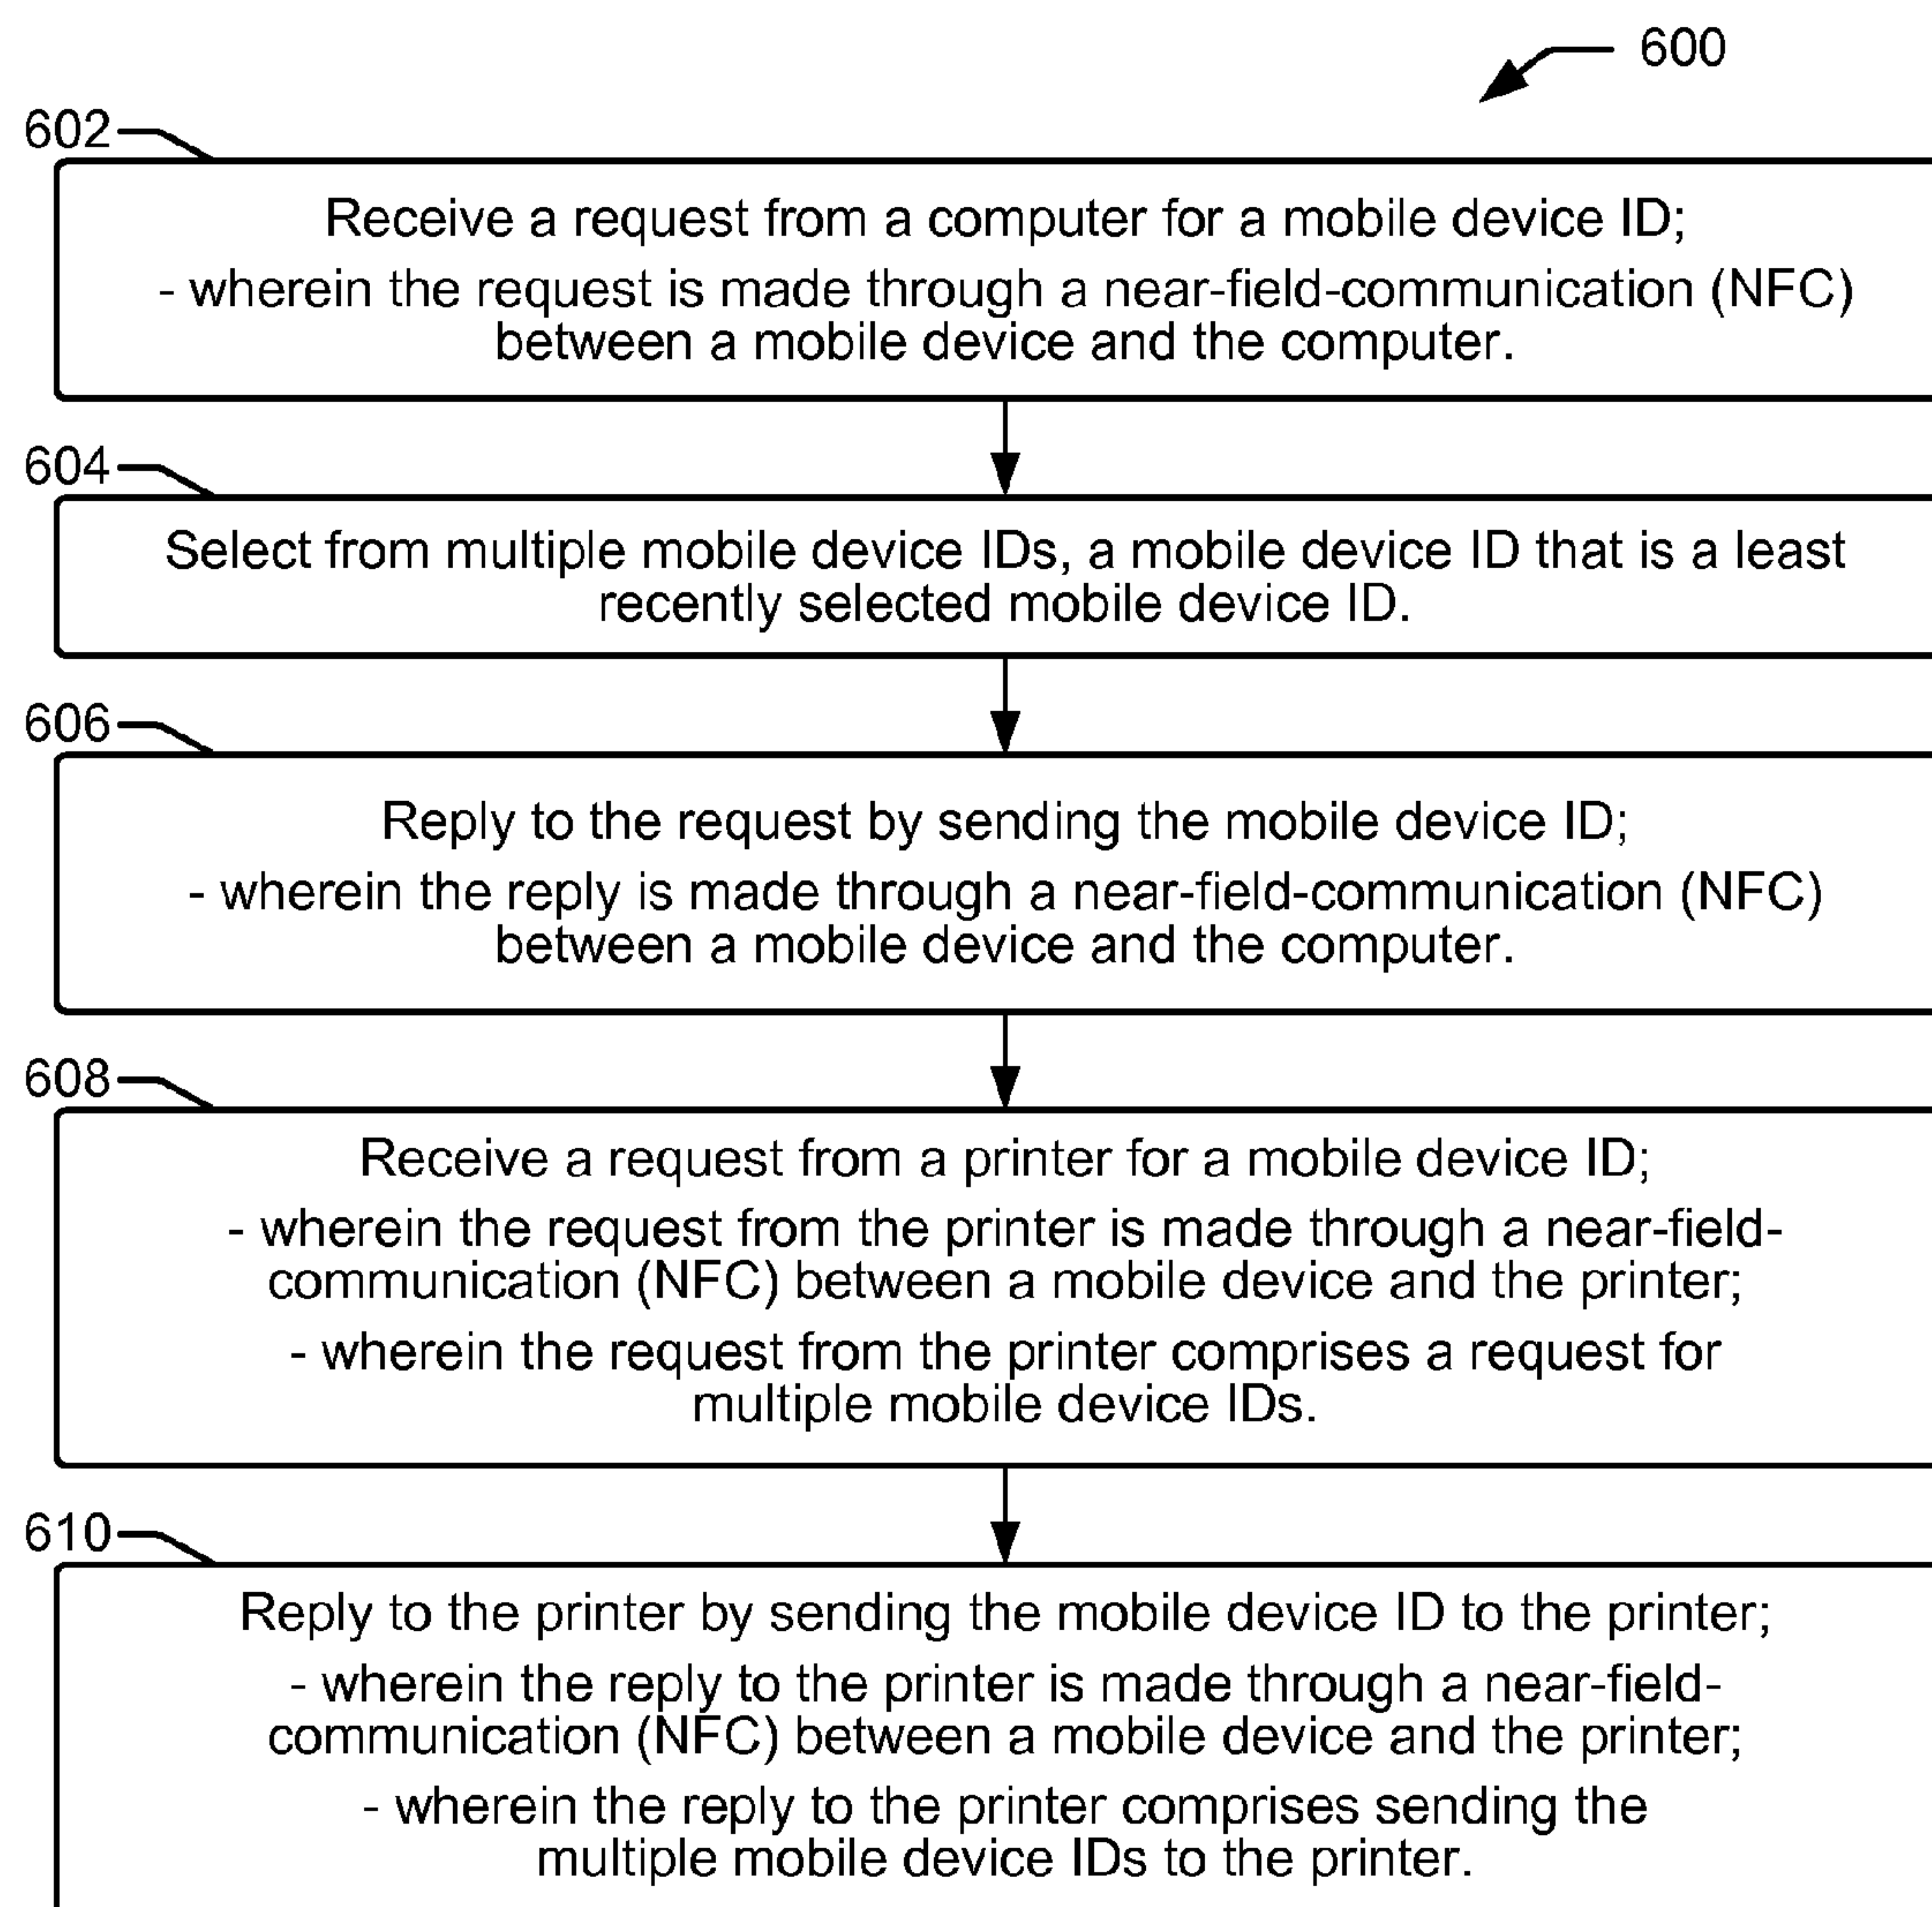 600
602
Receive a request from a computer for a mobile device ID;
- wherein the request is made through a near-field-communication (NFC)
between a mobile device and the computer.
604
Select from multiple mobile device IDs, a mobile device ID that is a least
recently selected mobile device ID.
606
Reply to the request by sending the mobile device ID;
- wherein the reply is made through a near-field-communication (NFC)
between a mobile device and the computer.
608
Receive a request from a printer for a mobile device ID;
- wherein the request from the printer is made through a near-field-
communication (NFC) between a mobile device and the printer;
- wherein the request from the printer comprises a request for
multiple mobile device IDs.
610
Reply to the printer by sending the mobile device ID to the printer;
- wherein the reply to the printer is made through a near-field-
communication (NFC) between a mobile device and the printer;
- wherein the reply to the printer comprises sending the
multiple mobile device IDs to the printer.